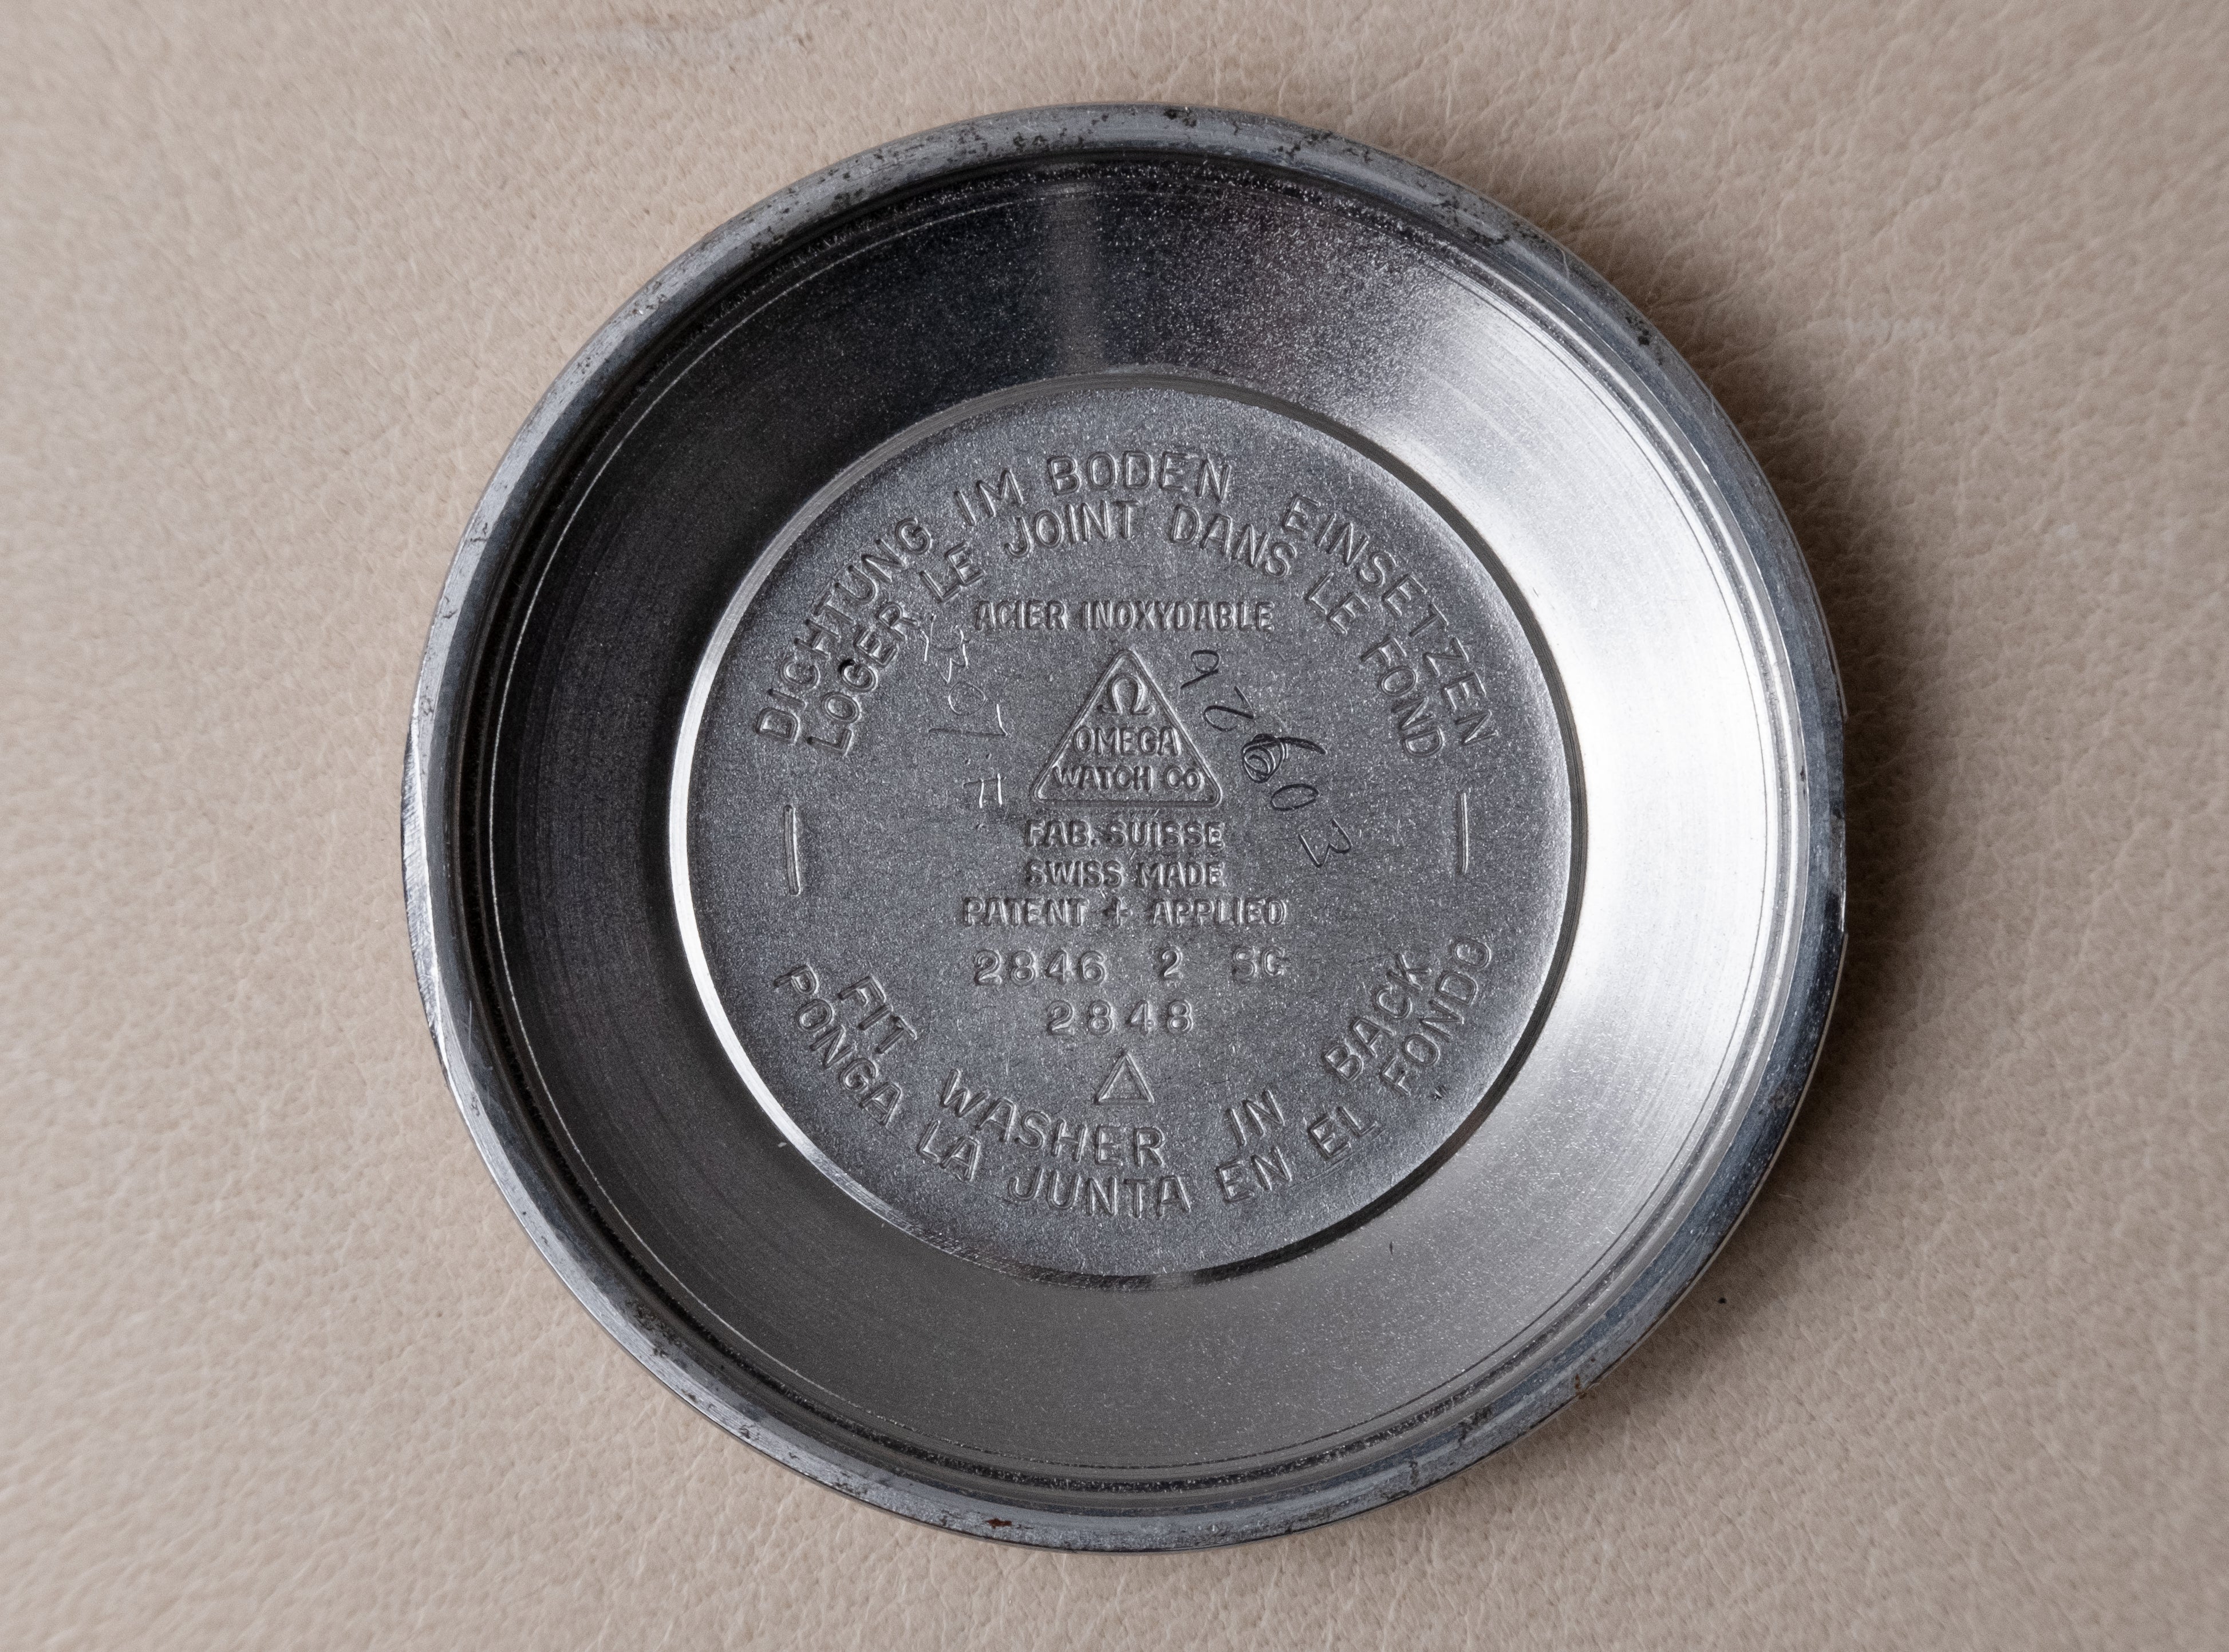 DICHTUNG IM BODEN EINSETZEN
LOGER LE JOINT DANS LE FOND
ACIER INOXYDABLE
Ω
OMEGA
WATCH CO
FAB. SUISSE
SWISS MADE
PATENT + APPLIED
2846 2 SC
2848
FIT WASHER IN BACK
PONGA LA JUNTA EN EL FONDO